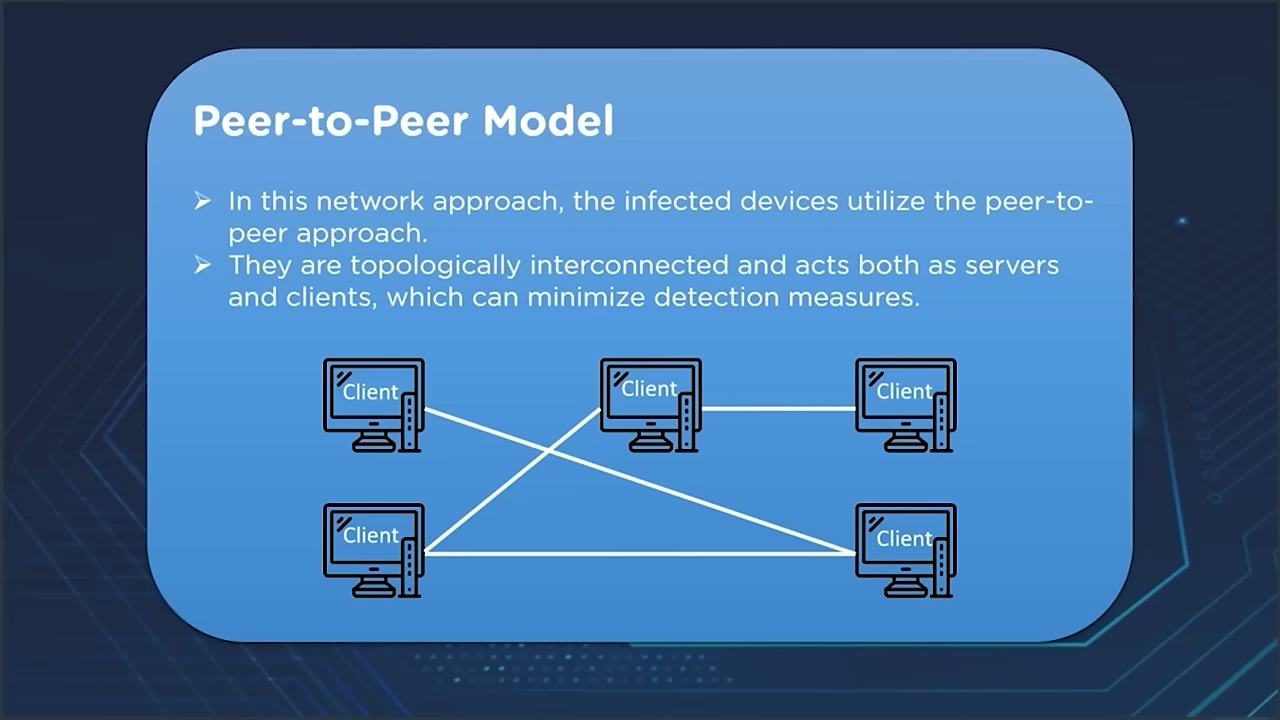 Peer-to-Peer Model
➢ In this network approach, the infected devices utilize the peer-to-
peer approach.
➢ They are topologically interconnected and acts both as servers
and clients, which can minimize detection measures.
Client
Client
Client
Client
Client